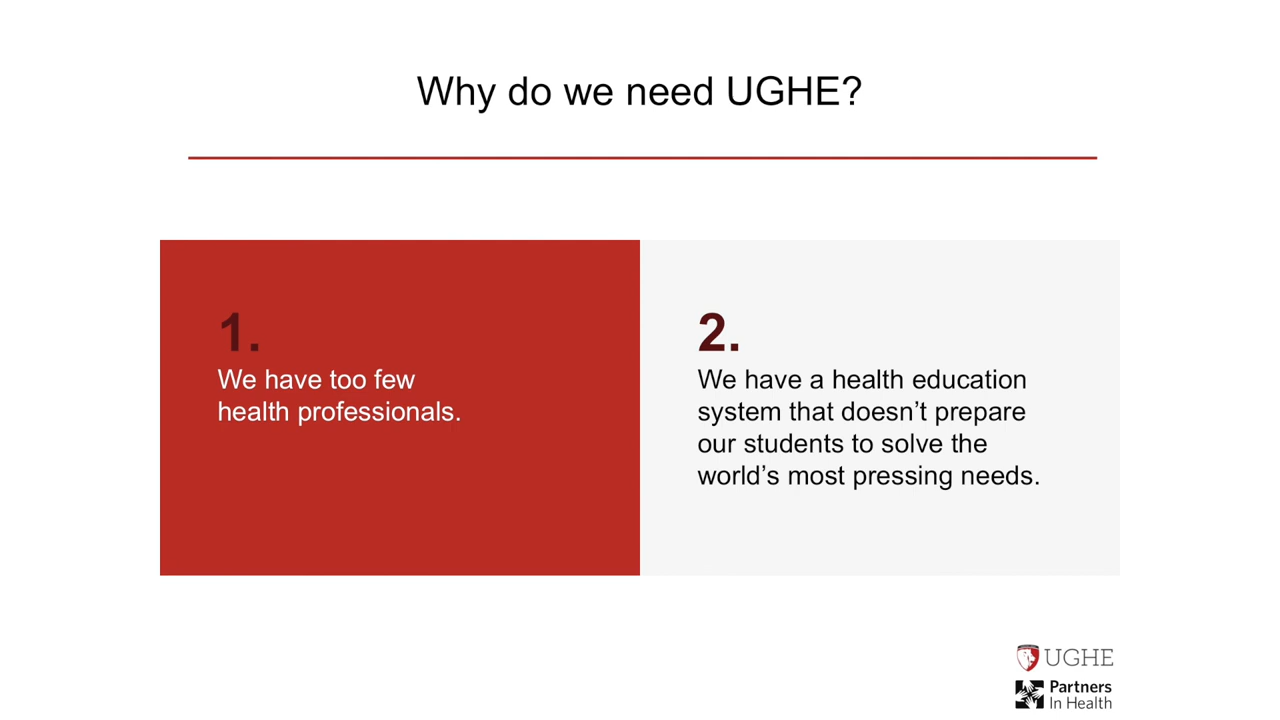 Why do we need UGHE?
1.
We have too few
health professionals.
2.
We have a health education
system that doesn’t prepare
our students to solve the
world’s most pressing needs.
UGHE
Partners
In Health